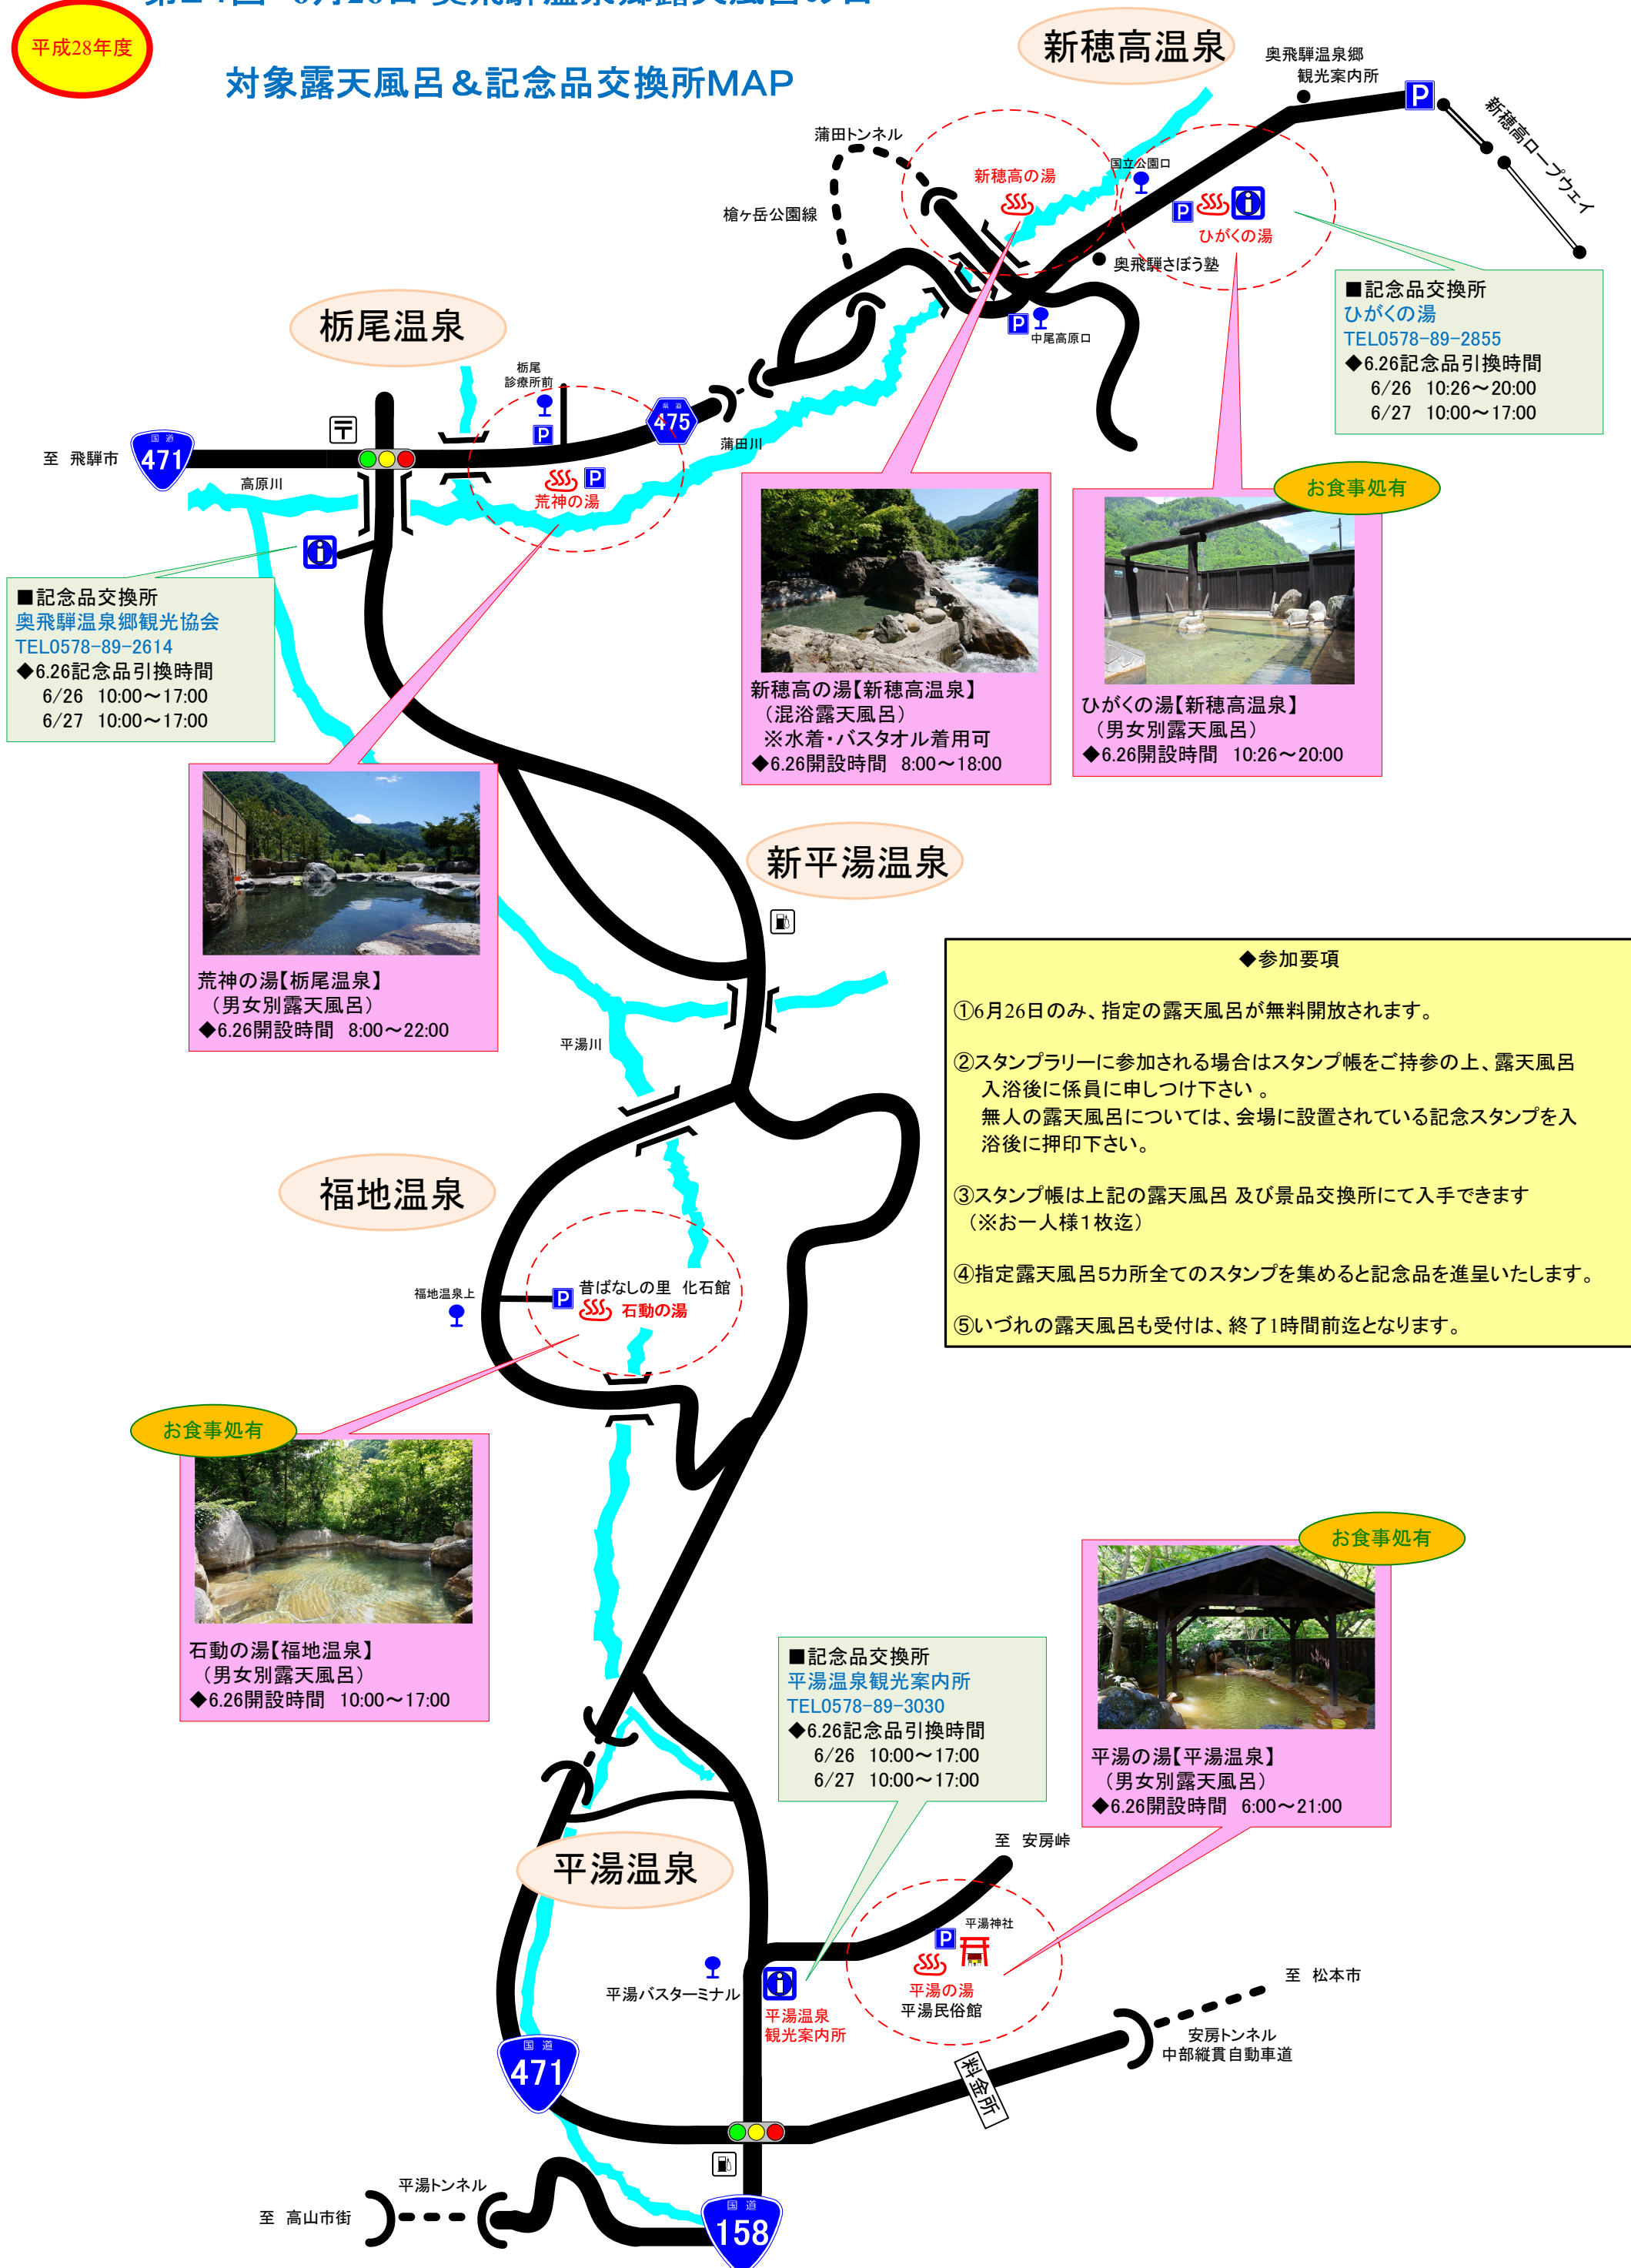 平成28年度
対象露天風呂＆記念品交換所MAP
新穂高温泉
奥飛騨温泉郷
観光案内所
P
新穂高ロープウェイ
蒲田トンネル
槍ヶ岳公園線
新穂高の湯
国立公園口
P
ひがくの湯
奥飛騨さぼう塾
P
中尾高原口
■記念品交換所
ひがくの湯
TEL0578-89-2855
◆6.26記念品引換時間
6/26 10:26～20:00
6/27 10:00～17:00
栃尾温泉
栃尾
診療所前
P
県道
475
蒲田川
国道
471
至 飛騨市
〒
高原川
P
荒神の湯
■記念品交換所
奥飛騨温泉郷観光協会
TEL0578-89-2614
◆6.26記念品引換時間
6/26 10:00～17:00
6/27 10:00～17:00
新穂高の湯【新穂高温泉】
（混浴露天風呂）
※水着・バスタオル着用可
◆6.26開設時間 8:00～18:00
お食事処有
ひがくの湯【新穂高温泉】
（男女別露天風呂）
◆6.26開設時間 10:26～20:00
荒神の湯【栃尾温泉】
（男女別露天風呂）
◆6.26開設時間 8:00～22:00
新平湯温泉
平湯川
◆参加要項
①6月26日のみ、指定の露天風呂が無料開放されます。
②スタンプラリーに参加される場合はスタンプ帳をご持参の上、露天風呂
入浴後に係員に申しつけ下さい 。
無人の露天風呂については、会場に設置されている記念スタンプを入
浴後に押印下さい。
③スタンプ帳は上記の露天風呂 及び景品交換所にて入手できます
（※お一人様１枚迄）
④指定露天風呂５カ所全てのスタンプを集めると記念品を進呈いたします。
⑤いづれの露天風呂も受付は、終了1時間前迄となります。
福地温泉
福地温泉上
P
昔ばなしの里 化石館
石動の湯
お食事処有
石動の湯【福地温泉】
（男女別露天風呂）
◆6.26開設時間 10:00～17:00
お食事処有
平湯の湯【平湯温泉】
（男女別露天風呂）
◆6.26開設時間 6:00～21:00
■記念品交換所
平湯温泉観光案内所
TEL0578-89-3030
◆6.26記念品引換時間
6/26 10:00～17:00
6/27 10:00～17:00
平湯温泉
至 安房峠
P
平湯神社
平湯の湯
平湯民俗館
平湯バスターミナル
平湯温泉
観光案内所
至 松本市
安房トンネル
中部縦貫自動車道
料金所
国道
471
平湯トンネル
至 高山市街
国道
158